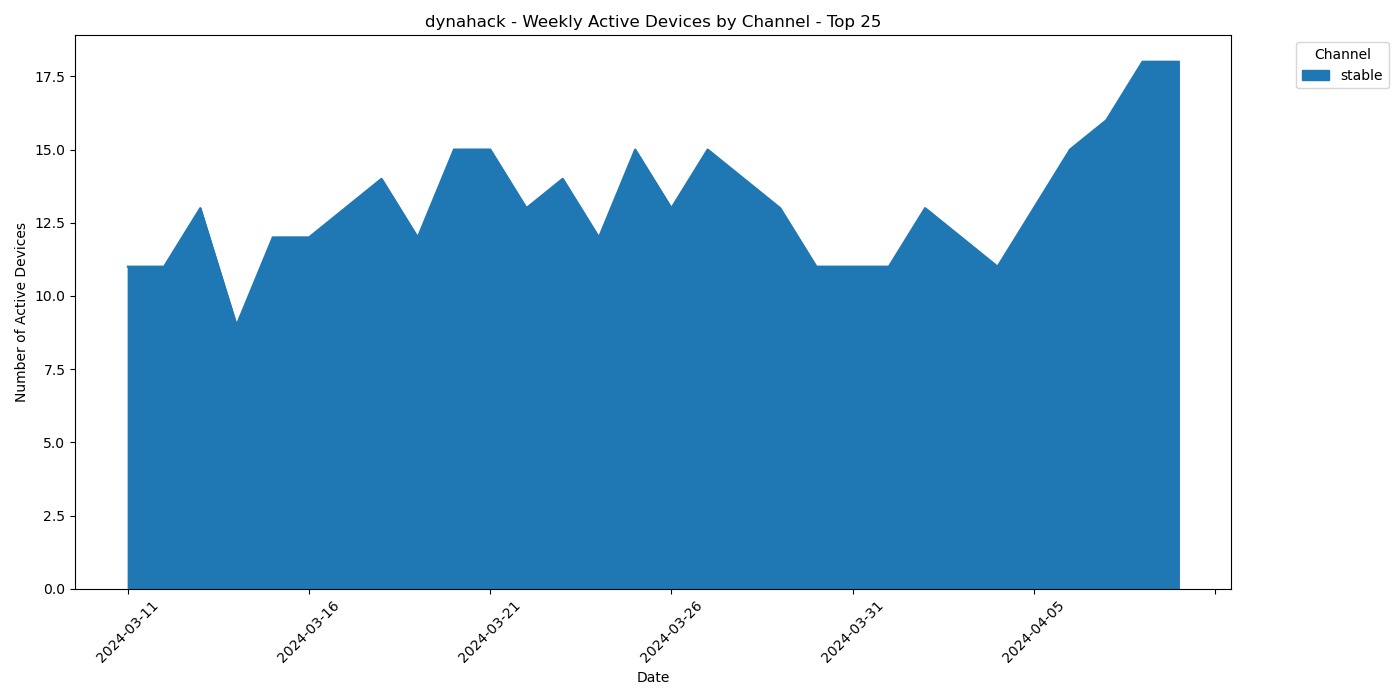 dynahack - Weekly Active Devices by Channel - Top 25
Channel
stable
Number of Active Devices
17.5
15.0
12.5
10.0
7.5
5.0
2.5
0.0
2024-03-11
2024-03-16
2024-03-21
2024-03-26
2024-03-31
2024-04-05
Date